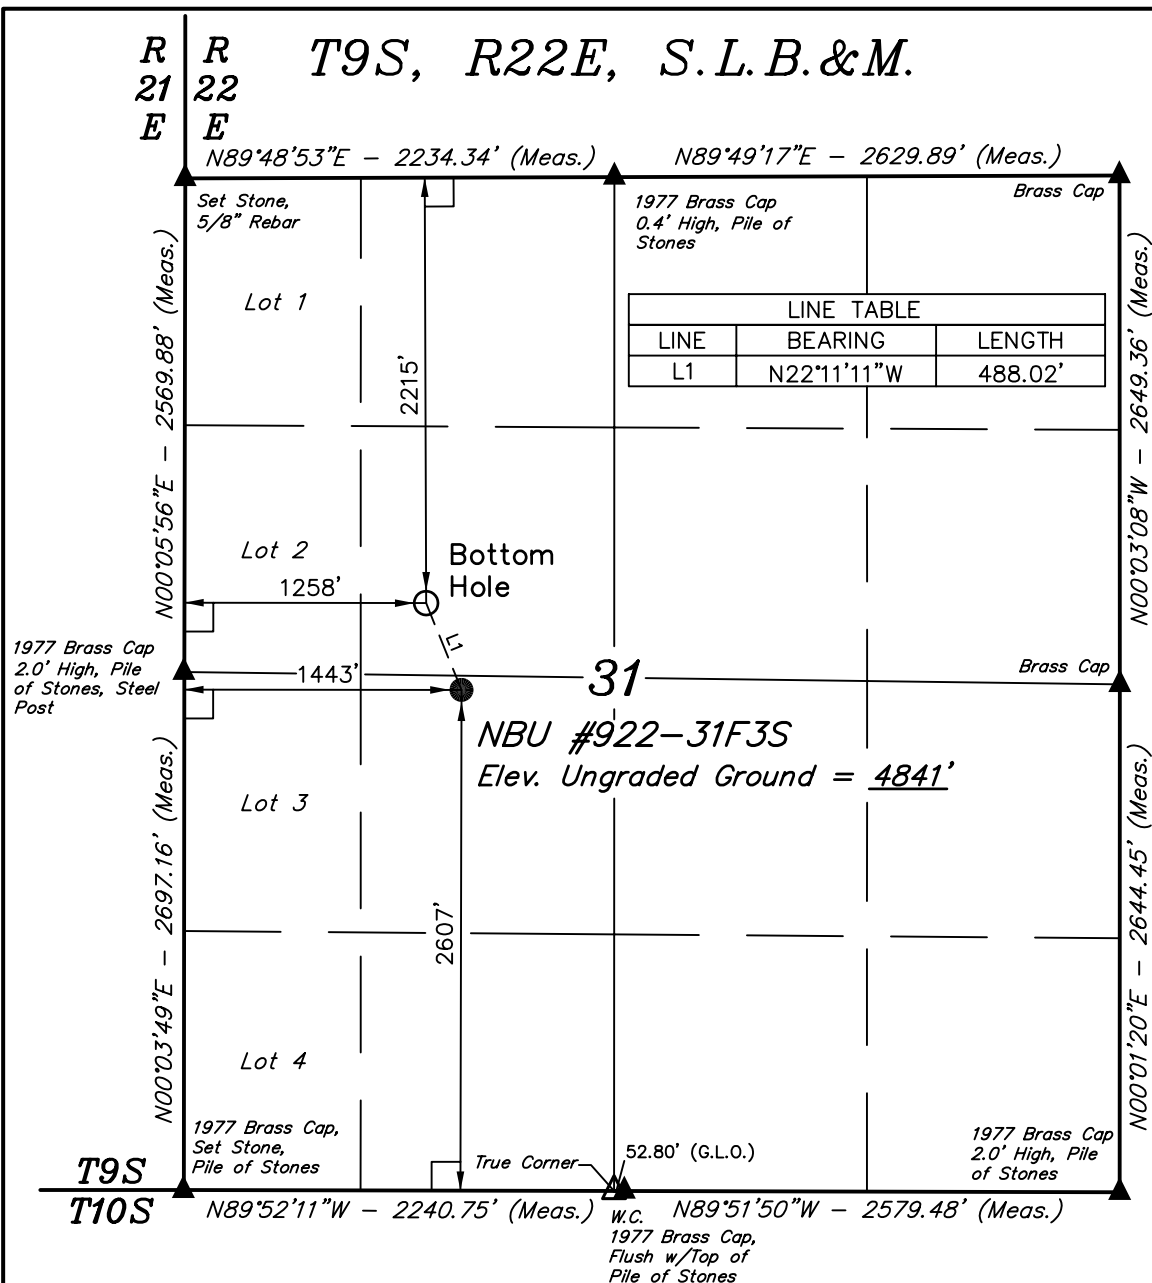 R R
21 22
E E
T9S, R22E, S.L.B.&M.
N89°48'53"E - 2234.34' (Meas.)
N89°49'17"E - 2629.89' (Meas.)
Set Stone,
5/8" Rebar
1977 Brass Cap
0.4' High, Pile of
Stones
Brass Cap
N00°05'56"E - 2569.88' (Meas.)
N00°03'08"W - 2649.36' (Meas.)
Lot 1
2215'
LINE TABLE
LINE BEARING LENGTH
L1 N22°11'11"W 488.02'
Lot 2
Bottom
Hole
1258'
L1
1977 Brass Cap
2.0' High, Pile
of Stones, Steel
Post
1443'
31
Brass Cap
NBU #922-31F3S
Elev. Ungraded Ground = 4841'
Lot 3
N00°03'49"E - 2697.16' (Meas.)
N00°01'20"E - 2644.45' (Meas.)
2607'
Lot 4
1977 Brass Cap,
Set Stone,
Pile of Stones
True Corner
52.80' (G.L.O.)
1977 Brass Cap
2.0' High, Pile
of Stones
T9S
T10S
N89°52'11"W - 2240.75' (Meas.)
N89°51'50"W - 2579.48' (Meas.)
W.C.
1977 Brass Cap,
Flush w/Top of
Pile of Stones